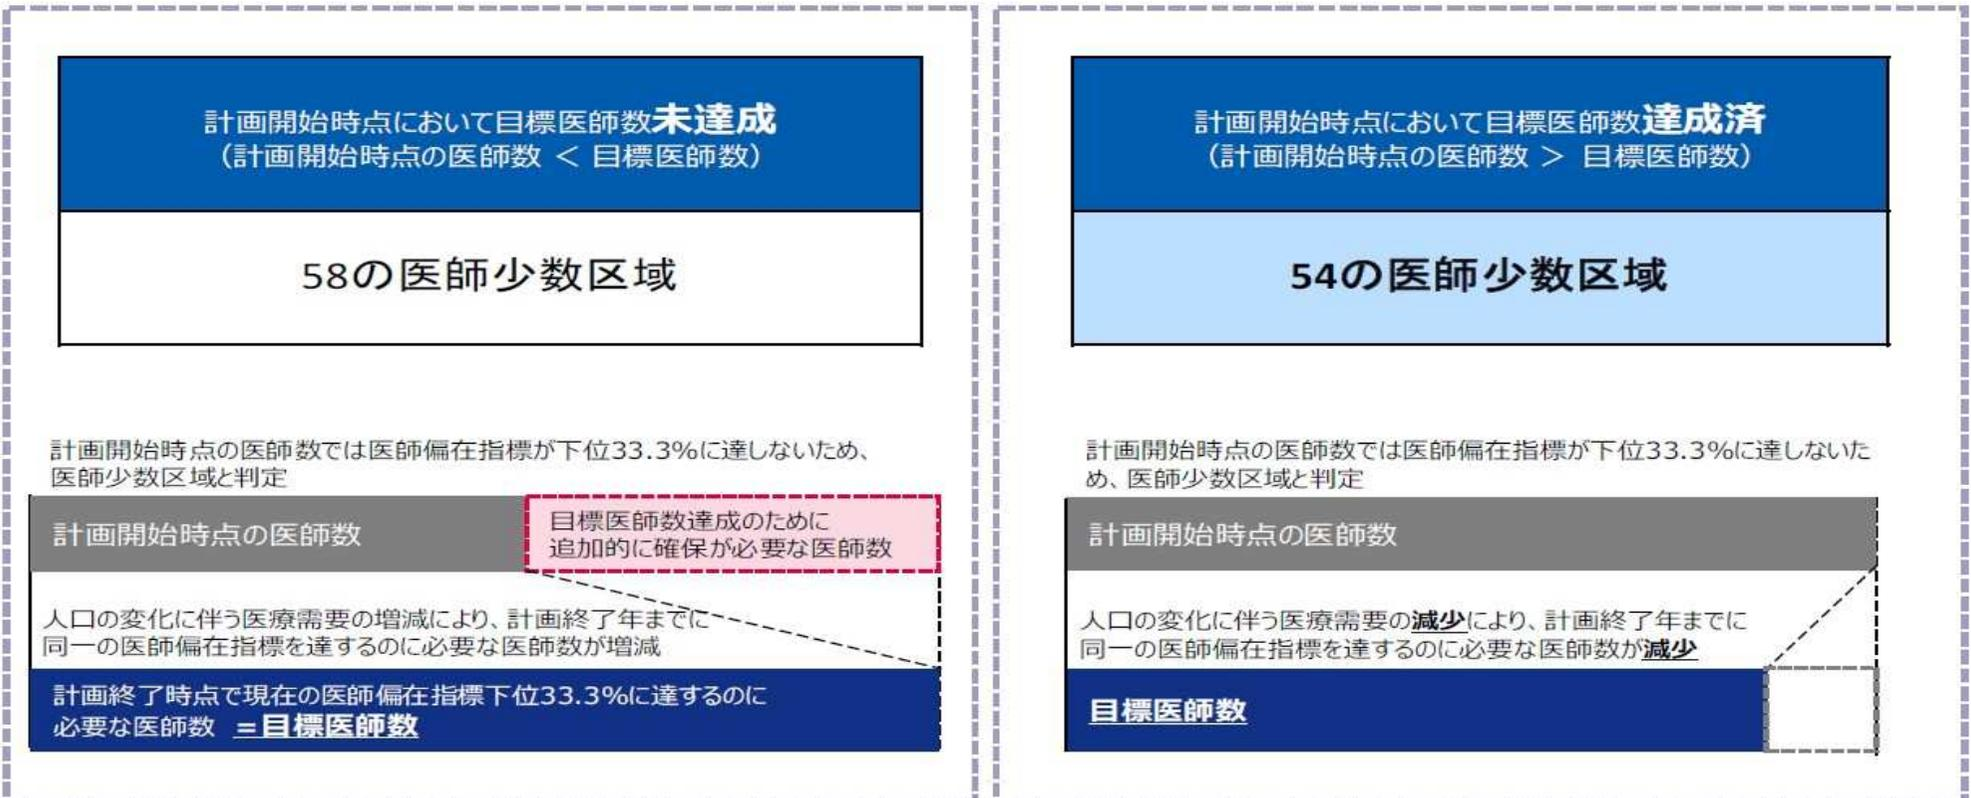 計画開始時点において目標医師数未達成
（計画開始時点の医師数 ＜ 目標医師数）
58の医師少数区域
計画開始時点の医師数では医師偏在指標が下位33.3%に達しないため、
医師少数区域と判定
計画開始時点の医師数
目標医師数達成のために
追加的に確保が必要な医師数
人口の変化に伴う医療需要の増減により、計画終了年までに
同一の医師偏在指標を達するのに必要な医師数が増減
計画終了時点で現在の医師偏在指標下位33.3%に達するのに
必要な医師数 ＝目標医師数
計画開始時点において目標医師数達成済
（計画開始時点の医師数 ＞ 目標医師数）
54の医師少数区域
計画開始時点の医師数では医師偏在指標が下位33.3%に達しないた
め、医師少数区域と判定
計画開始時点の医師数
人口の変化に伴う医療需要の減少により、計画終了年までに
同一の医師偏在指標を達するのに必要な医師数が減少
目標医師数